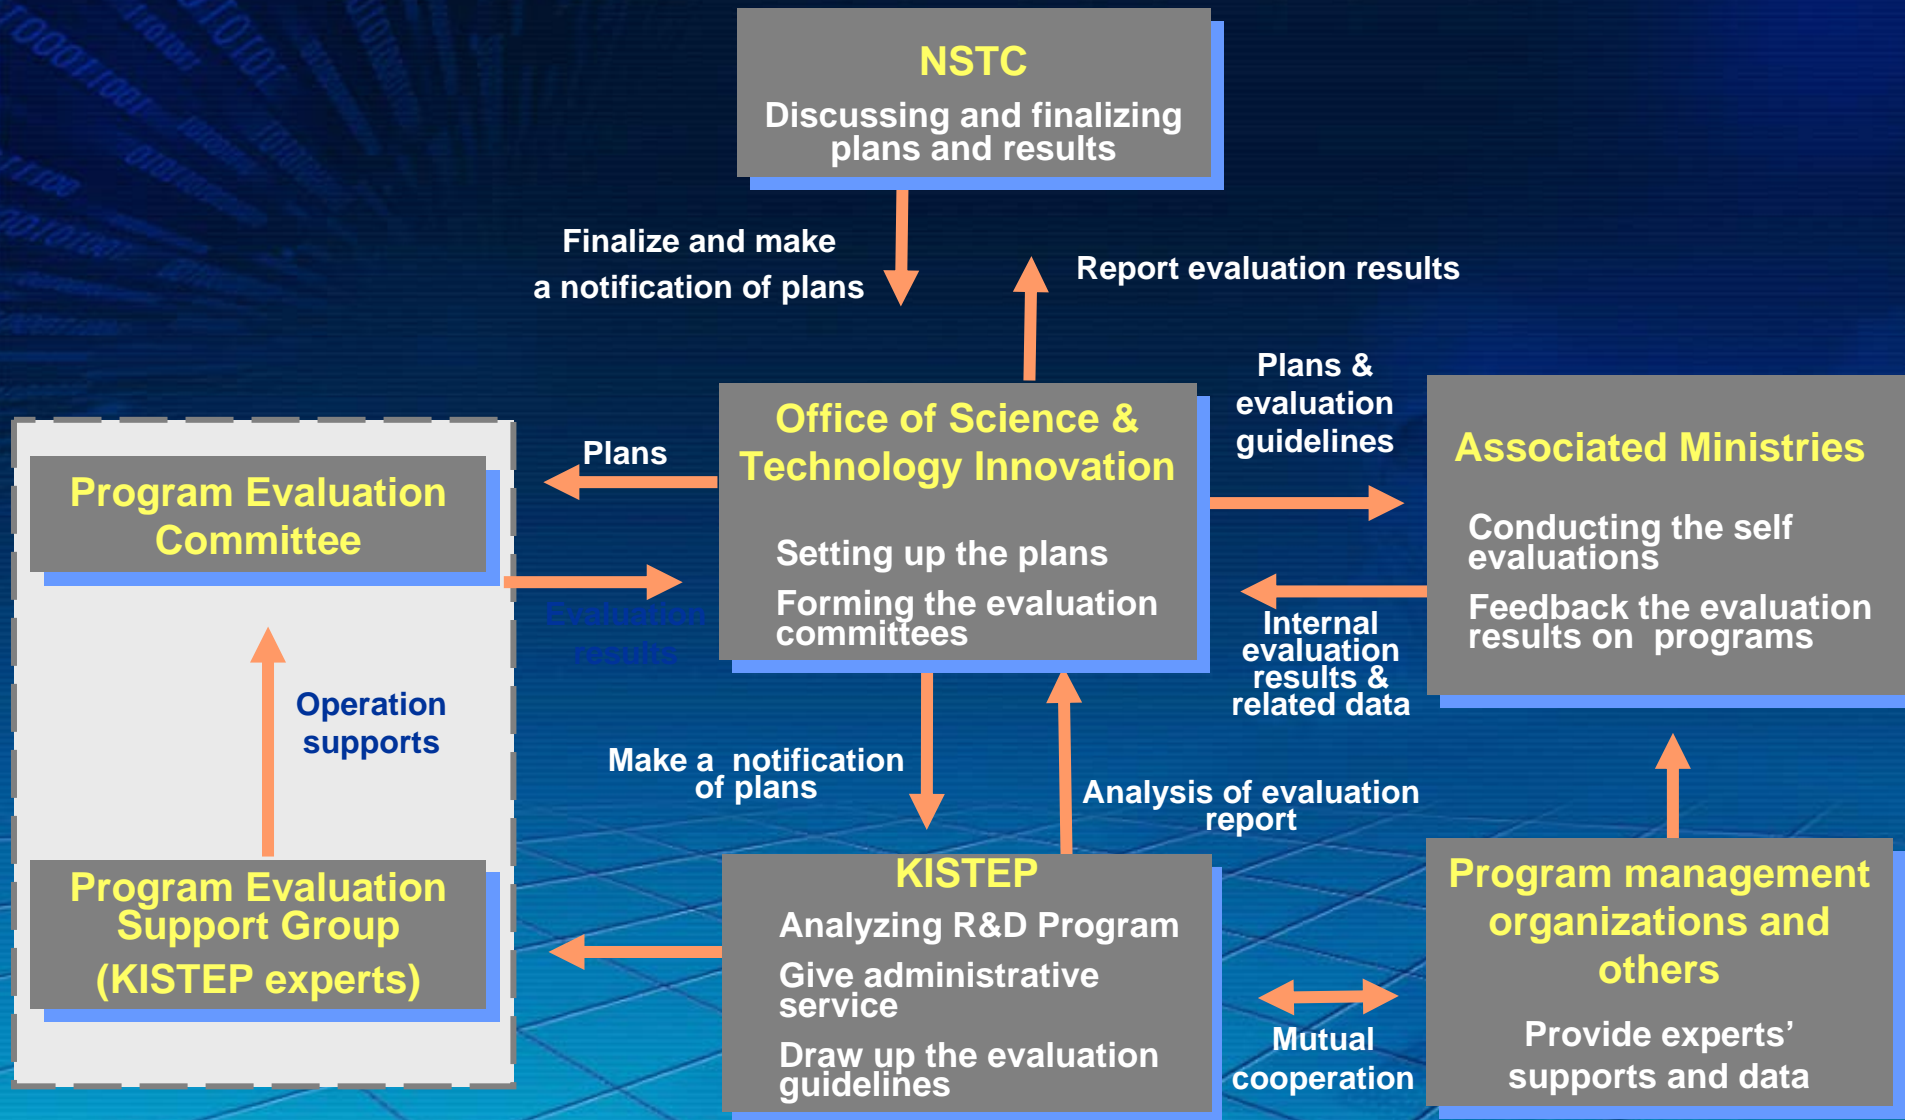 NSTC
Discussing and finalizing
plans and results
Finalize and make
a notification of plans
Report evaluation results
Plans &
evaluation
guidelines
Office of Science &
Technology Innovation
Setting up the plans
Forming the evaluation
committees
Associated Ministries
Conducting the self
evaluations
Feedback the evaluation
results on programs
Plans
Program Evaluation
Committee
Evaluation
results
Internal
evaluation
results &
related data
Operation
supports
Make a notification
of plans
Analysis of evaluation
report
Program Evaluation
Support Group
(KISTEP experts)
KISTEP
Analyzing R&D Program
Give administrative
service
Draw up the evaluation
guidelines
Mutual
cooperation
Program management
organizations and
others
Provide experts’
supports and data